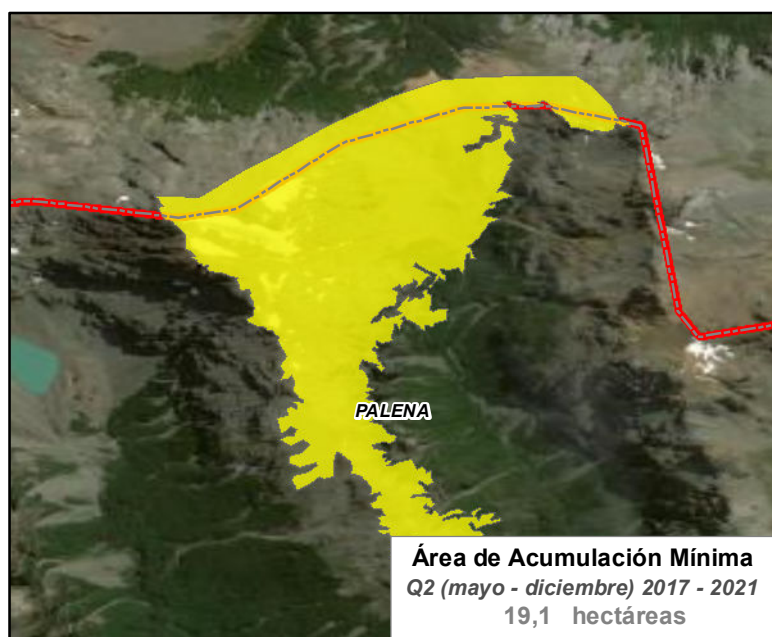 PALENA
Área de Acumulación Mínima
Q2 (mayo - diciembre) 2017 - 2021
19,1 hectáreas